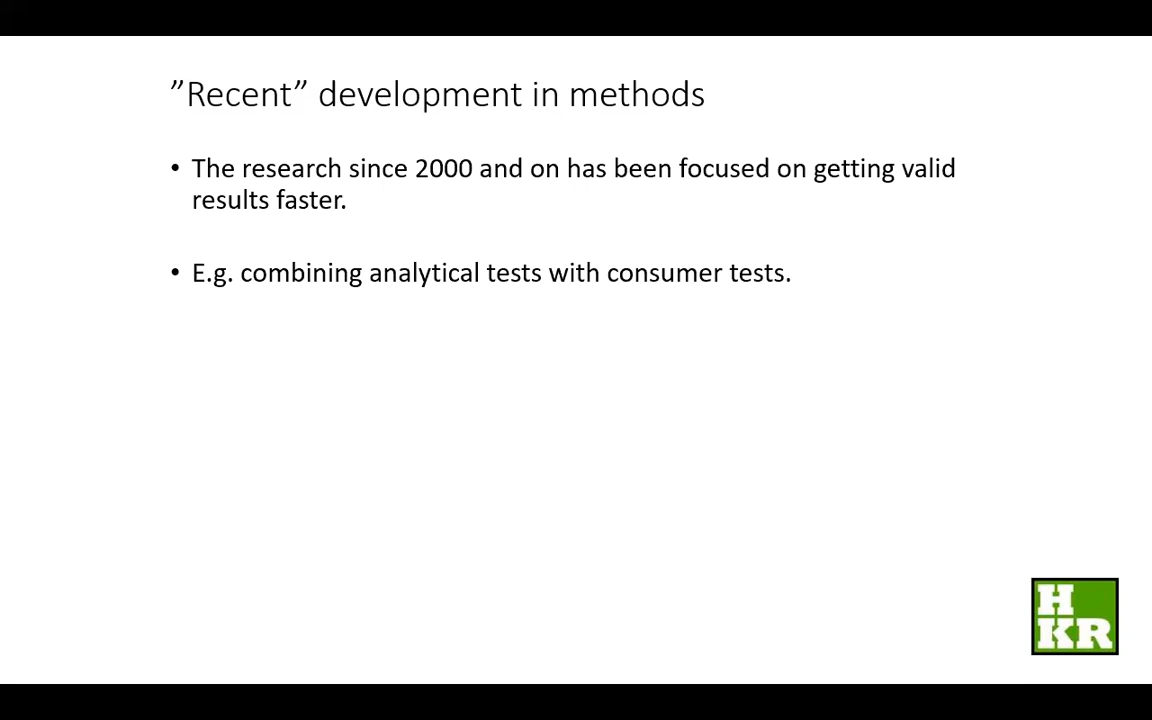 ”Recent” development in methods
• The research since 2000 and on has been focused on getting valid
results faster.
• E.g. combining analytical tests with consumer tests.
H
KR